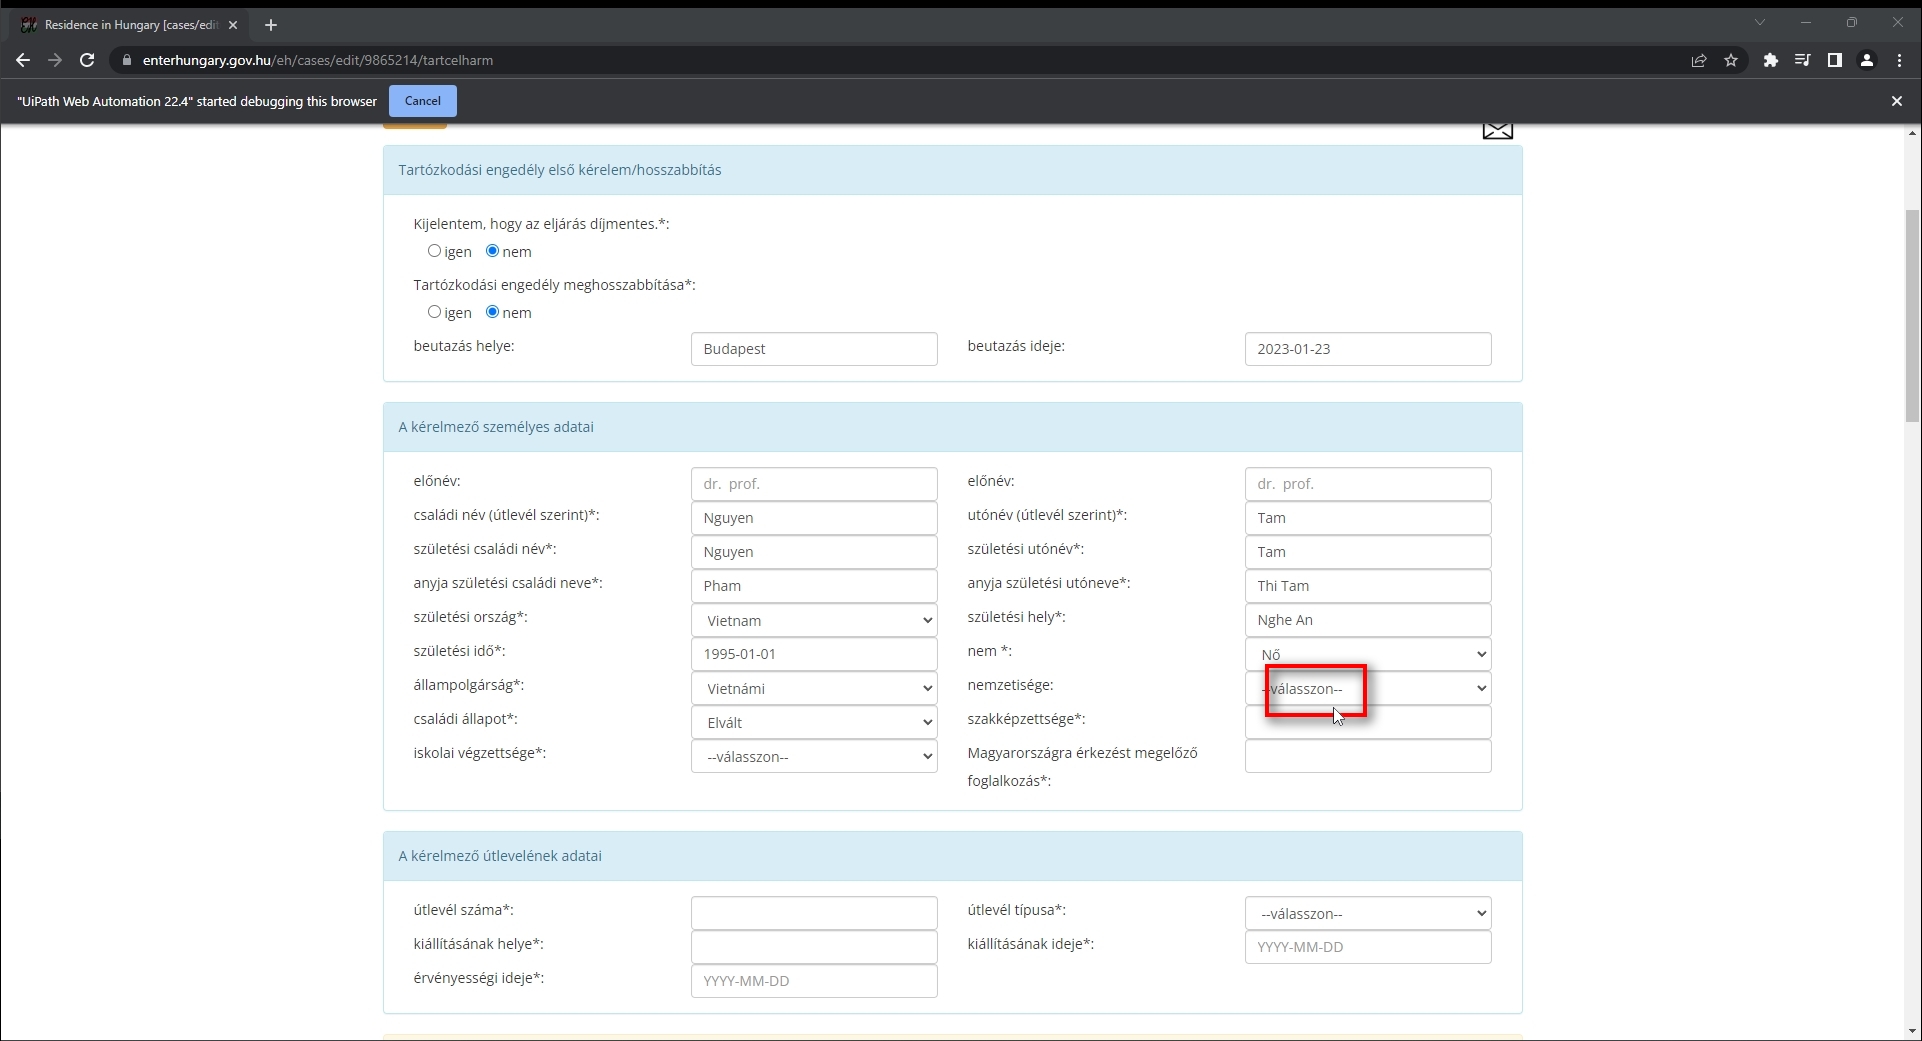 Residence in Hungary [cases/edit
enterhungary.gov.hu/eh/cases/edit/9865214/tartcelharm
"UiPath Web Automation 22.4" started debugging this browser Cancel
Tartózkodási engedély első kérelem/hosszabbítás
Kijelentem, hogy az eljárás díjmentes.*:
igen nem
Tartózkodási engedély meghosszabbítása*:
igen nem
beutazás helye: Budapest beutazás ideje: 2023-01-23
A kérelmező személyes adatai
előnév: dr. prof. előnév: dr. prof.
családi név (útlevél szerint)*: Nguyen utónév (útlevél szerint)*: Tam
születési családi név*: Nguyen születési utónév*: Tam
anyja születési családi neve*: Pham anyja születési utóneve*: Thi Tam
születési ország*: Vietnam születési hely*: Nghe An
születési idő*: 1995-01-01 nem *: Nő
állampolgárság*: Vietnámi nemzetisége: --válasszon--
családi állapot*: Elvált szakképzettsége*:
iskolai végzettsége*: --válasszon-- Magyarországra érkezést megelőző
foglalkozás*:
A kérelmező útlevelének adatai
útlevél száma*: útlevél típusa*: --válasszon--
kiállításának helye*: kiállításának ideje*: YYYY-MM-DD
érvényességi ideje*: YYYY-MM-DD